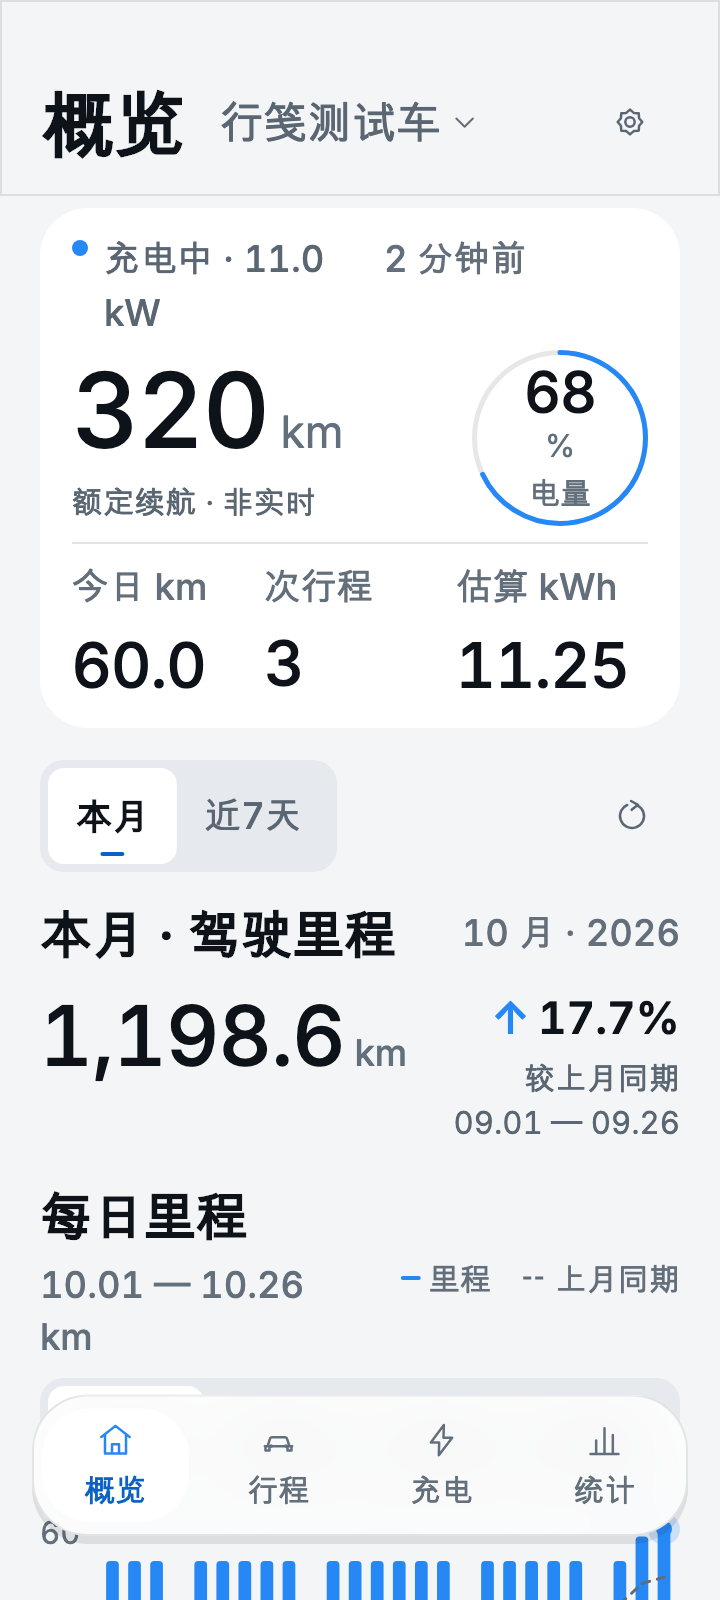 概览 行笺测试车
充电中 · 11.0 kW 2 分钟前
320 km
68
%
电量
额定续航 · 非实时
今日 km 次行程 估算 kWh
60.0 3 11.25
本月 近7天
本月 · 驾驶里程 10 月 · 2026
1,198.6 km ↑ 17.7%
较上月同期
09.01 — 09.26
每日里程
10.01 — 10.26 km 里程 上月同期
概览 行程 充电 统计
60